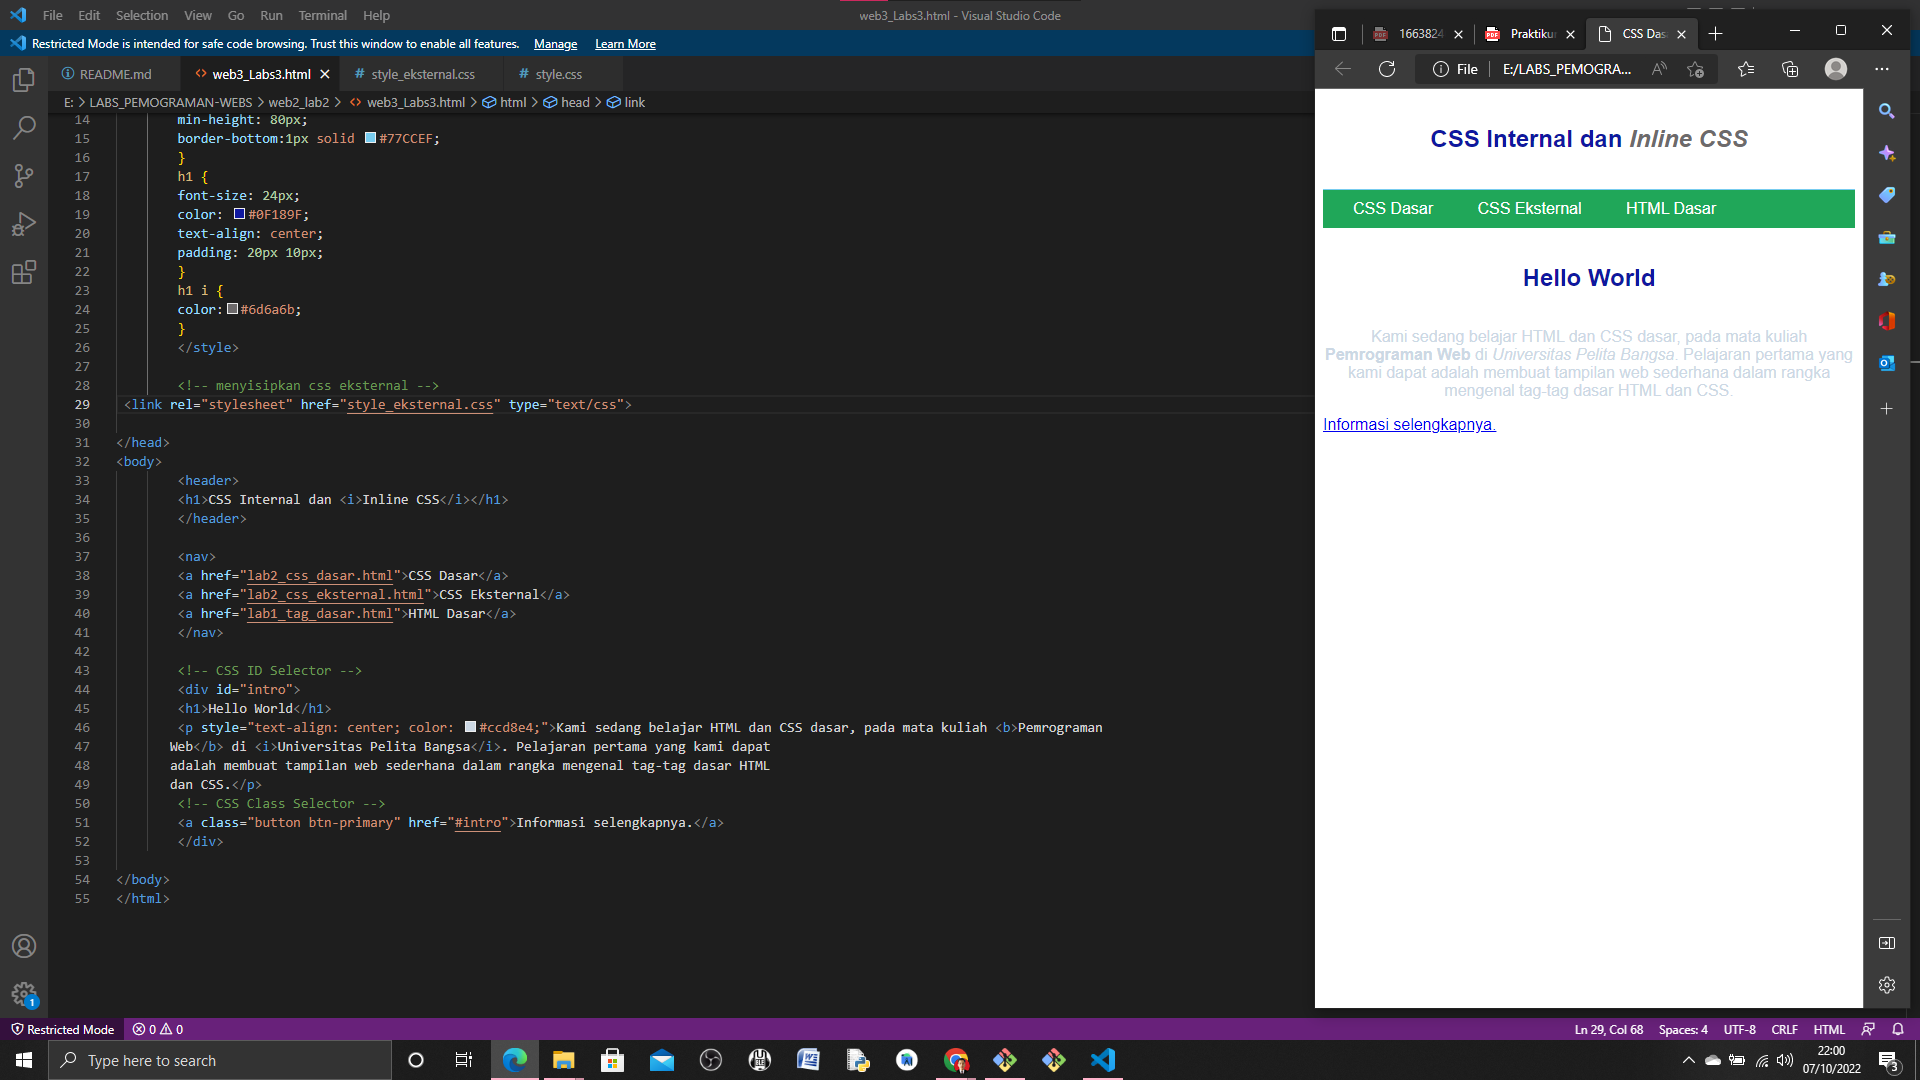 File Edit Selection View Go Run Terminal Help
web3_Labs3.html - Visual Studio Code
Restricted Mode is intended for safe code browsing. Trust this window to enable all features. Manage Learn More
README.md web3_Labs3.html style_eksternal.css style.css
E: > LABS_PEMOGRAMAN-WEBS > web2_lab2 > web3_Labs3.html > html > head > link
14 min-height: 80px;
15 border-bottom:1px solid #77CCEF;
16 }
17 h1 {
18 font-size: 24px;
19 color: #0F189F;
20 text-align: center;
21 padding: 20px 10px;
22 }
23 h1 i {
24 color:#6d6a6b;
25 }
26 </style>
27
28 <!-- menyisipkan css eksternal -->
29 <link rel="stylesheet" href="style_eksternal.css" type="text/css">
30
31 </head>
32 <body>
33 <header>
34 <h1>CSS Internal dan <i>Inline CSS</i></h1>
35 </header>
36
37 <nav>
38 <a href="lab2_css_dasar.html">CSS Dasar</a>
39 <a href="lab2_css_eksternal.html">CSS Eksternal</a>
40 <a href="lab1_tag_dasar.html">HTML Dasar</a>
41 </nav>
42
43 <!-- CSS ID Selector -->
44 <div id="intro">
45 <h1>Hello World</h1>
46 <p style="text-align: center; color: #ccd8e4;">Kami sedang belajar HTML dan CSS dasar, pada mata kuliah <b>Pemrograman
47 Web</b> di <i>Universitas Pelita Bangsa</i>. Pelajaran pertama yang kami dapat
48 adalah membuat tampilan web sederhana dalam rangka mengenal tag-tag dasar HTML
49 dan CSS.</p>
50 <!-- CSS Class Selector -->
51 <a class="button btn-primary" href="#intro">Informasi selengkapnya.</a>
52 </div>
53
54 </body>
55 </html>
1663824 Praktiku CSS Das
File E:/LABS_PEMOGRA...
CSS Internal dan Inline CSS
CSS Dasar CSS Eksternal HTML Dasar
Hello World
Kami sedang belajar HTML dan CSS dasar, pada mata kuliah
Pemrograman Web di Universitas Pelita Bangsa. Pelajaran pertama yang
kami dapat adalah membuat tampilan web sederhana dalam rangka
mengenal tag-tag dasar HTML dan CSS.
Informasi selengkapnya.
1
Restricted Mode 0 0
Ln 29, Col 68 Spaces: 4 UTF-8 CRLF HTML
Type here to search
22:00
07/10/2022
3